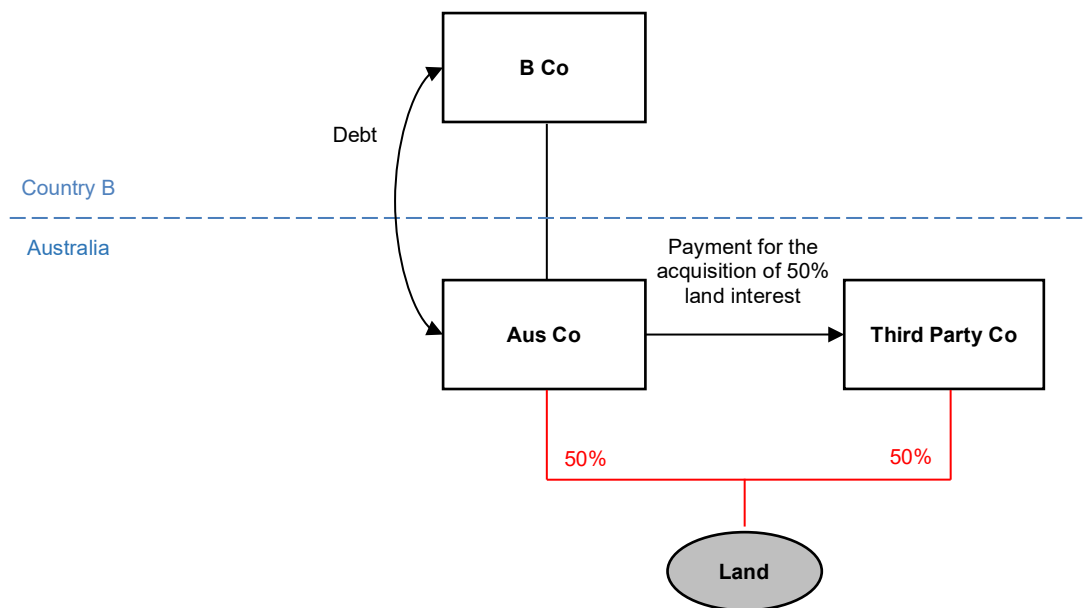 B Co
Debt
Country B
Australia
Payment for the
acquisition of 50%
land interest
Aus Co
Third Party Co
50%
50%
Land